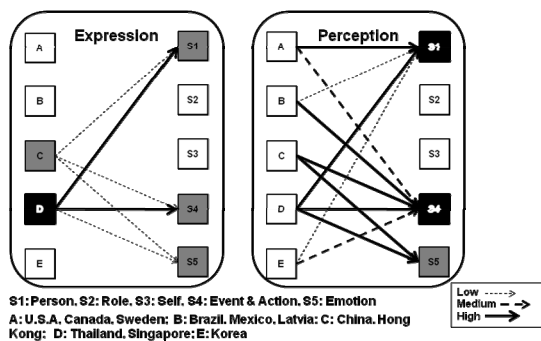 Expression
Perception
A
S1
A
S1
B
S2
B
S2
C
S3
C
S3
D
S4
D
S4
E
S5
E
S5
S1: Person, S2: Role, S3: Self, S4: Event & Action, S5: Emotion
A: U.S.A, Canada, Sweden; B: Brazil, Mexico, Latvia: C: China, Hong
Kong; D: Thailand, Singapore; E: Korea
Low
Medium
High